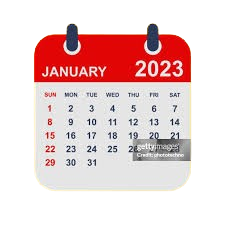 JANUARY 2023
SUN MON TUE WED THU FRI SAT
1 2 3 4 5 6 7
8 9 10 11 12 13 14
15 16 17 18 19 20 21
22 23 24 25 26
29 30 31
gettyimages
Credit: phototechno